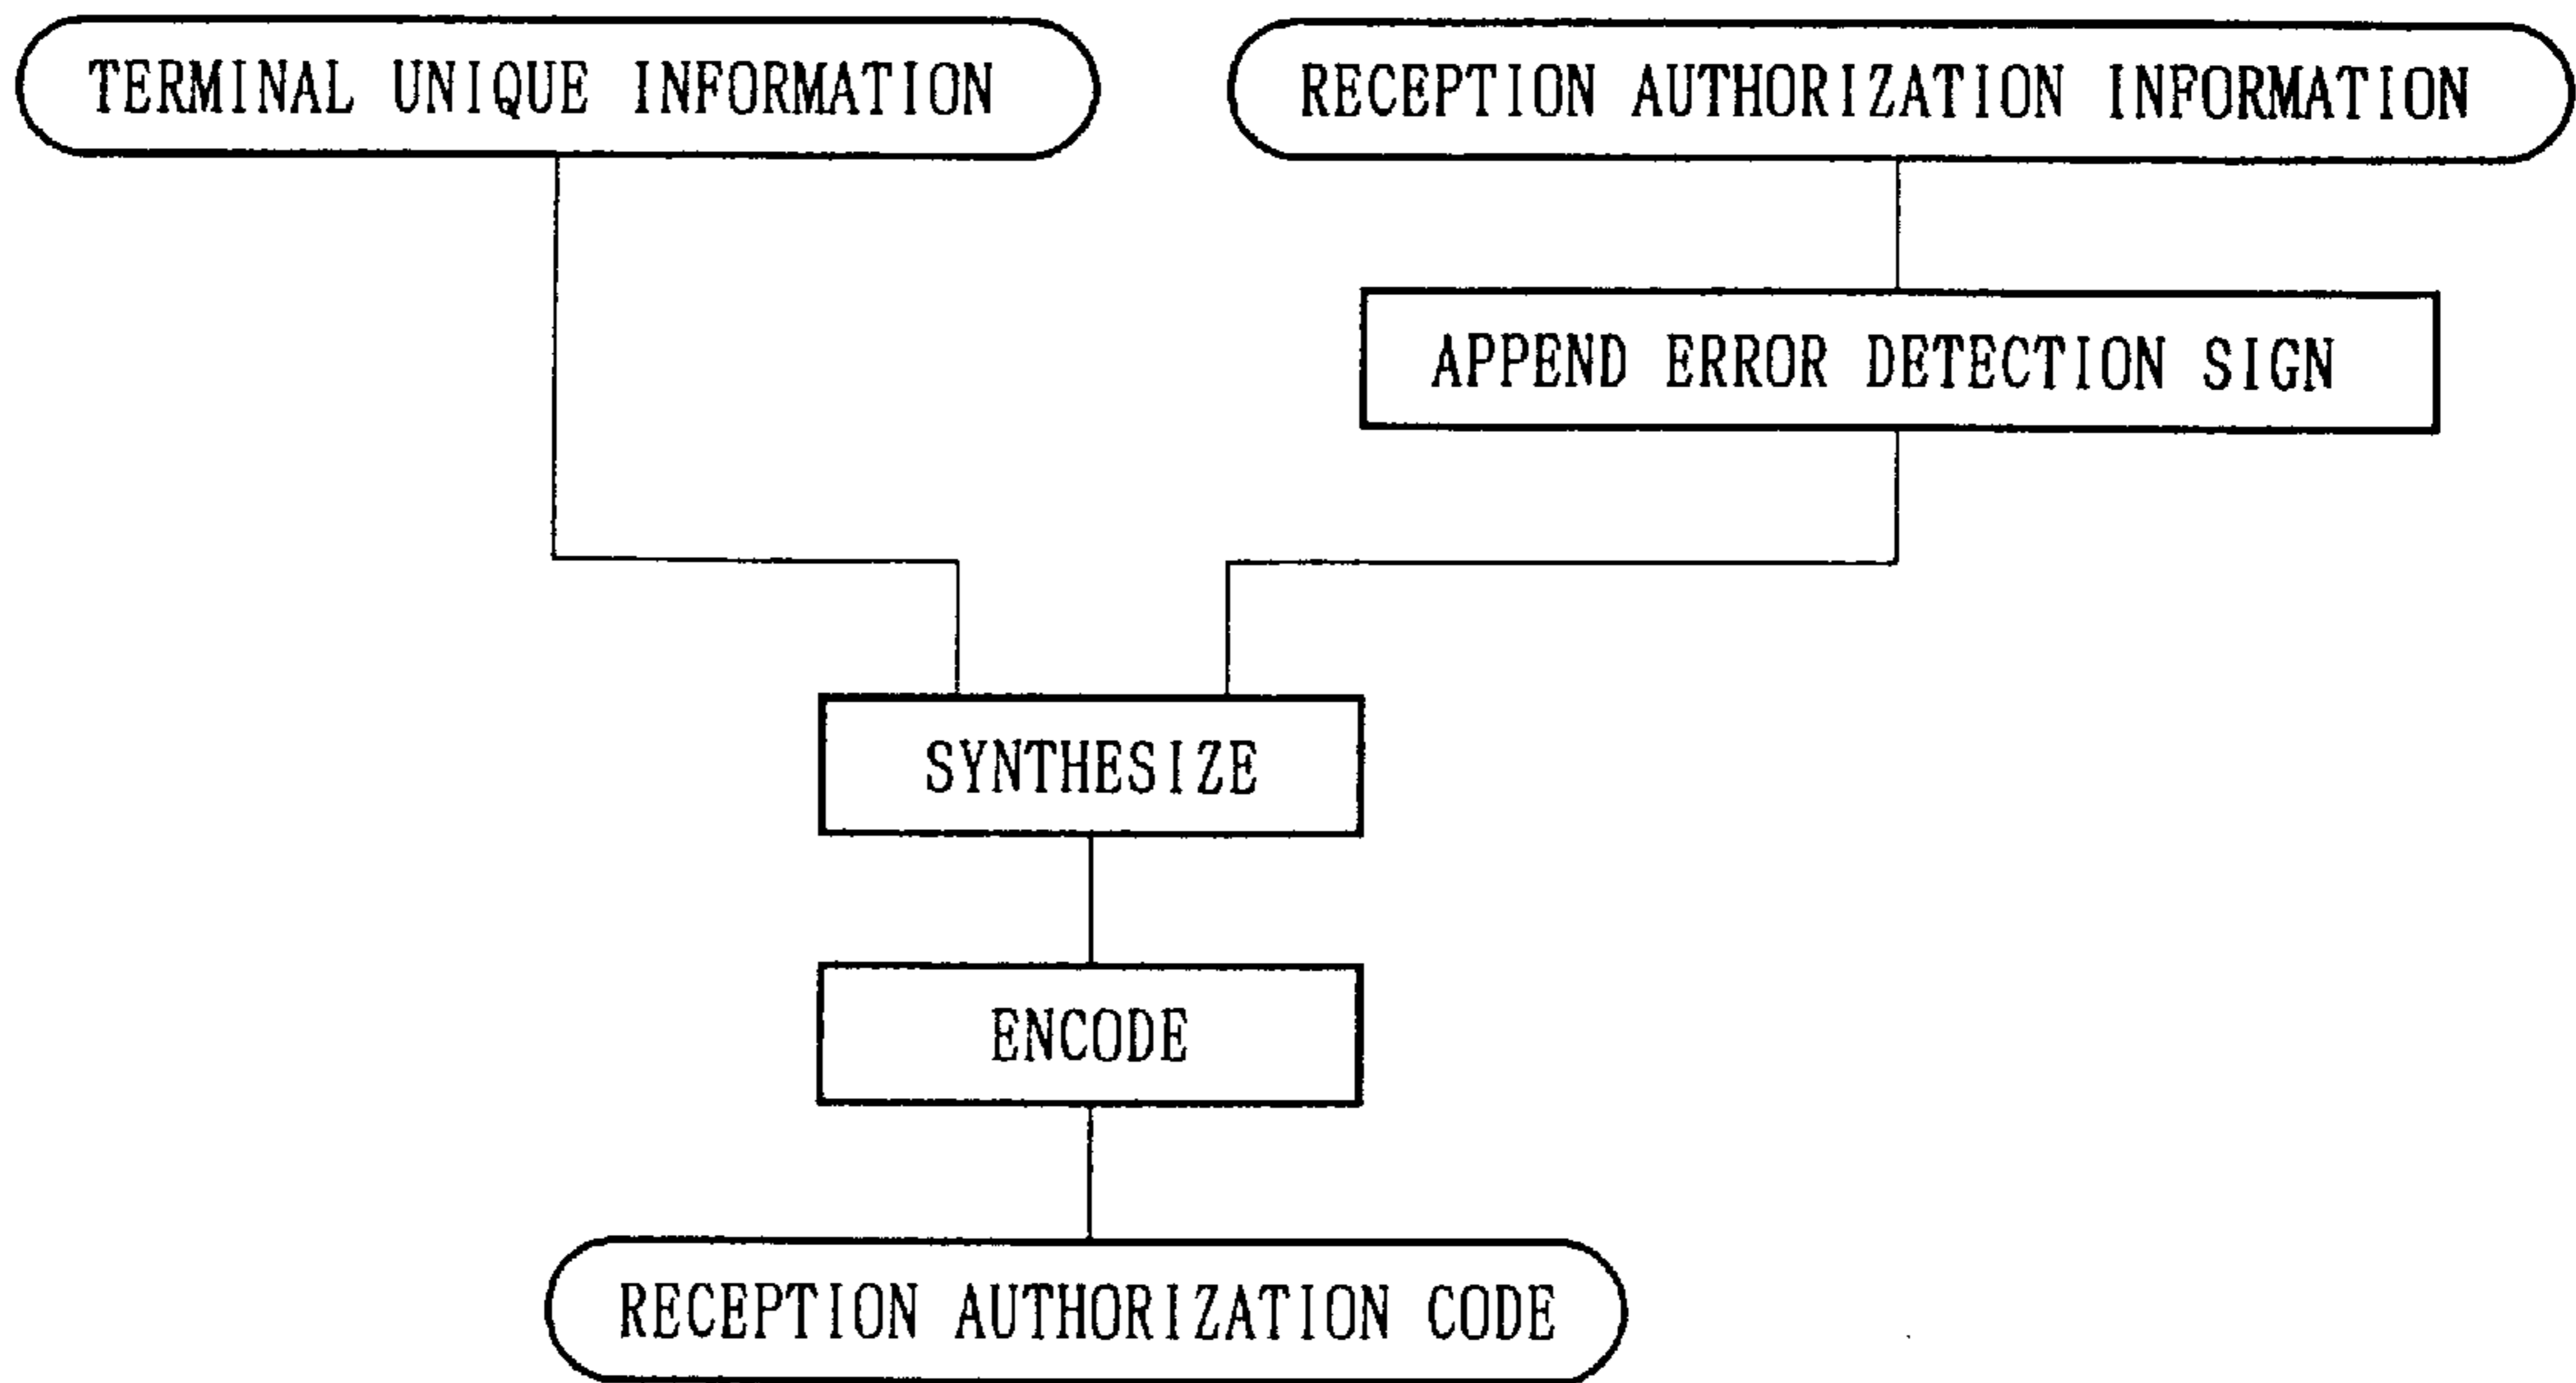 TERMINAL UNIQUE INFORMATION
RECEPTION AUTHORIZATION INFORMATION
APPEND ERROR DETECTION SIGN
SYNTHESIZE
ENCODE
RECEPTION AUTHORIZATION CODE